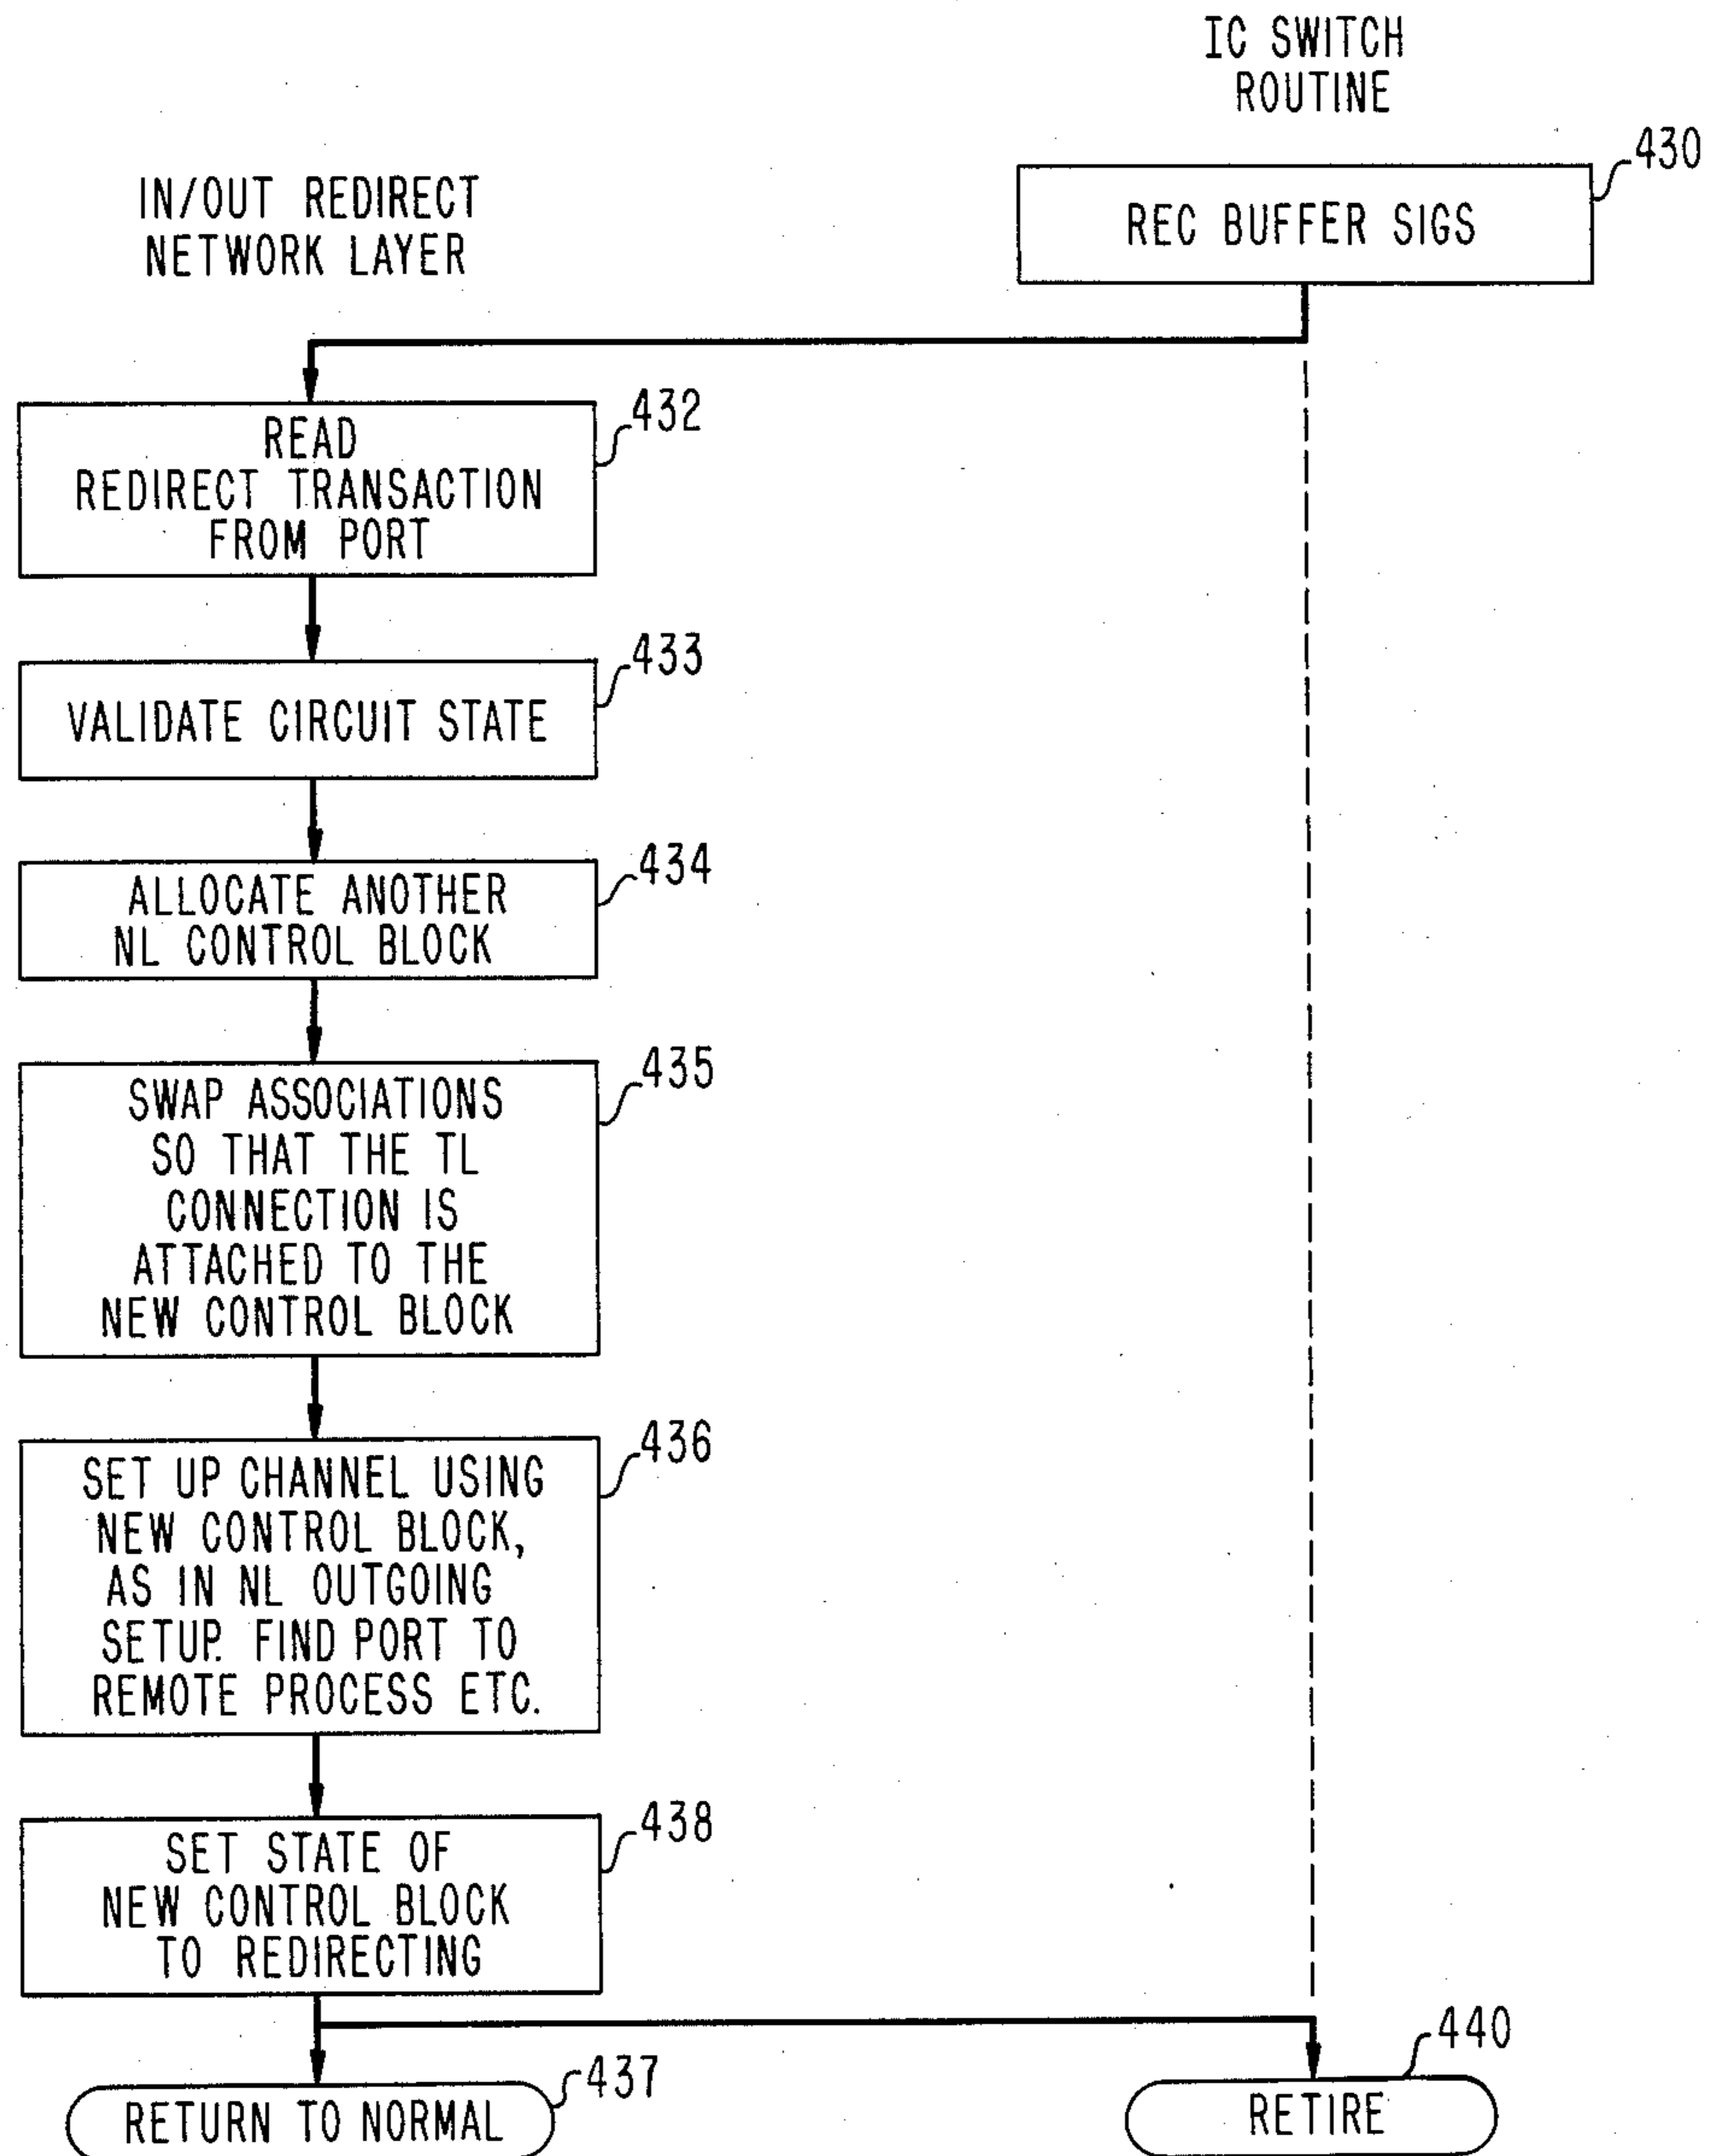 IC SWITCH
ROUTINE
430
REC BUFFER SIGS
IN/OUT REDIRECT
NETWORK LAYER
432
READ
REDIRECT TRANSACTION
FROM PORT
433
VALIDATE CIRCUIT STATE
434
ALLOCATE ANOTHER
NL CONTROL BLOCK
435
SWAP ASSOCIATIONS
SO THAT THE TL
CONNECTION IS
ATTACHED TO THE
NEW CONTROL BLOCK
436
SET UP CHANNEL USING
NEW CONTROL BLOCK,
AS IN NL OUTGOING
SETUP. FIND PORT TO
REMOTE PROCESS ETC.
438
SET STATE OF
NEW CONTROL BLOCK
TO REDIRECTING
437
RETURN TO NORMAL
440
RETIRE